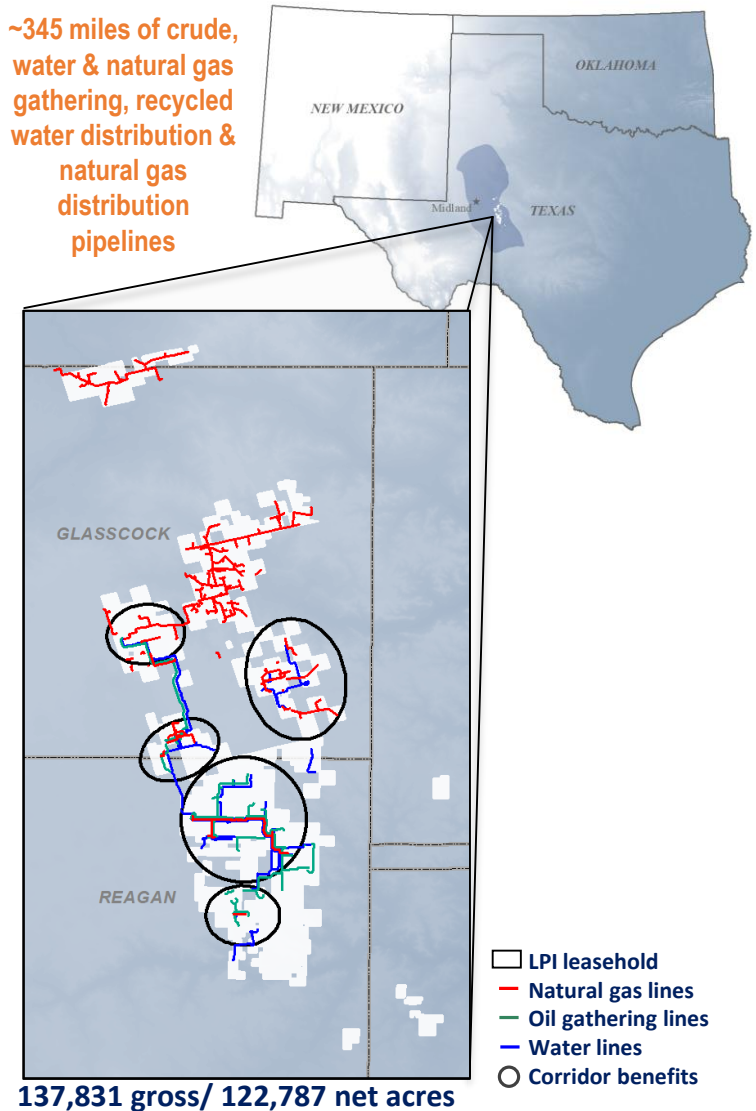 ~345 miles of crude,
water & natural gas
gathering, recycled
water distribution &
natural gas
distribution
pipelines
OKLAHOMA
NEW MEXICO
Midland
TEXAS
GLASSCOCK
REAGAN
LPI leasehold
Natural gas lines
Oil gathering lines
Water lines
Corridor benefits
137,831 gross/ 122,787 net acres